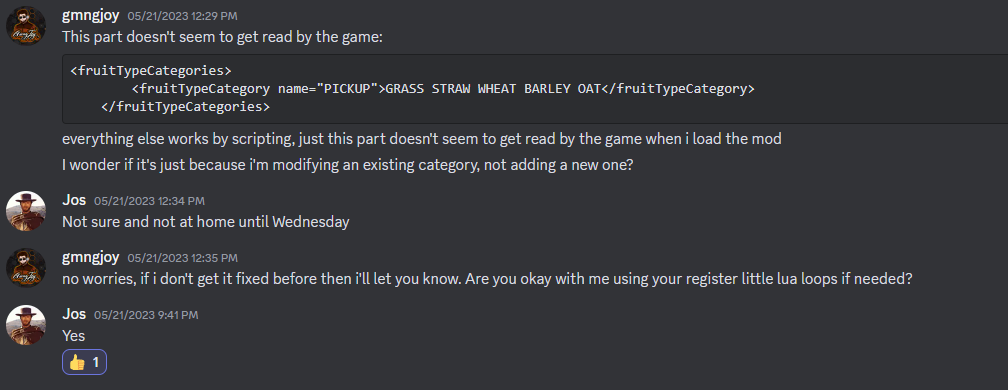 gmngjoy 05/21/2023 12:29 PM
This part doesn't seem to get read by the game:
<fruitTypeCategories>
        <fruitTypeCategory name="PICKUP">GRASS STRAW WHEAT BARLEY OAT</fruitTypeCategory>
    </fruitTypeCategories>
everything else works by scripting, just this part doesn't seem to get read by the game when i load the mod
I wonder if it's just because i'm modifying an existing category, not adding a new one?
Jos 05/21/2023 12:34 PM
Not sure and not at home until Wednesday
gmngjoy 05/21/2023 12:35 PM
no worries, if i don't get it fixed before then i'll let you know. Are you okay with me using your register little lua loops if needed?
Jos 05/21/2023 9:41 PM
Yes
👍 1